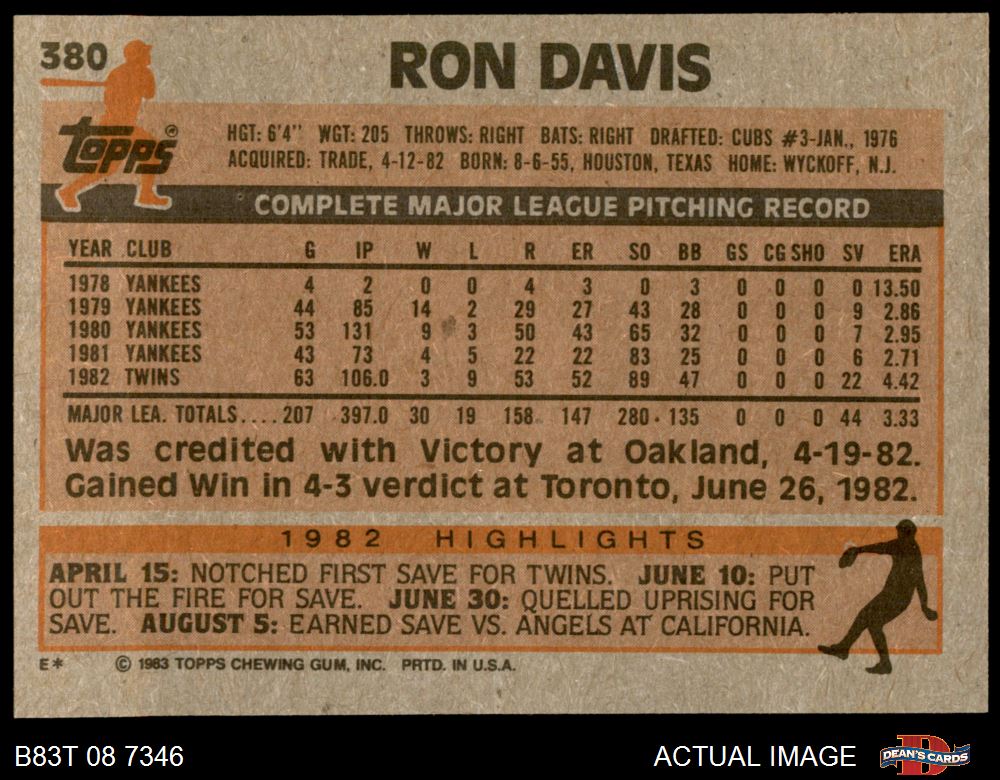 380
RON DAVIS
Topps®
HGT: 6'4" WGT: 205 THROWS: RIGHT BATS: RIGHT DRAFTED: CUBS #3-JAN., 1976
ACQUIRED: TRADE, 4-12-82 BORN: 8-6-55, HOUSTON, TEXAS HOME: WYCKOFF, N.J.
COMPLETE MAJOR LEAGUE PITCHING RECORD
YEAR CLUB G IP W L R ER SO BB GS CG SHO SV ERA
1978 YANKEES 4 2 0 0 4 3 0 3 0 0 0 0 13.50
1979 YANKEES 44 85 14 2 29 27 43 28 0 0 0 9 2.86
1980 YANKEES 53 131 9 3 50 43 65 32 0 0 0 7 2.95
1981 YANKEES 43 73 4 5 22 22 83 25 0 0 0 6 2.71
1982 TWINS 63 106.0 3 9 53 52 89 47 0 0 0 22 4.42
MAJOR LEA. TOTALS.... 207 397.0 30 19 158 147 280 135 0 0 0 44 3.33
Was credited with Victory at Oakland, 4-19-82.
Gained Win in 4-3 verdict at Toronto, June 26, 1982.
1982 HIGHLIGHTS
APRIL 15: NOTCHED FIRST SAVE FOR TWINS. JUNE 10: PUT
OUT THE FIRE FOR SAVE. JUNE 30: QUELLED UPRISING FOR
SAVE. AUGUST 5: EARNED SAVE VS. ANGELS AT CALIFORNIA.
E* © 1983 TOPPS CHEWING GUM, INC. PRTD. IN U.S.A.
B83T 08 7346 ACTUAL IMAGE DEAN'S CARDS